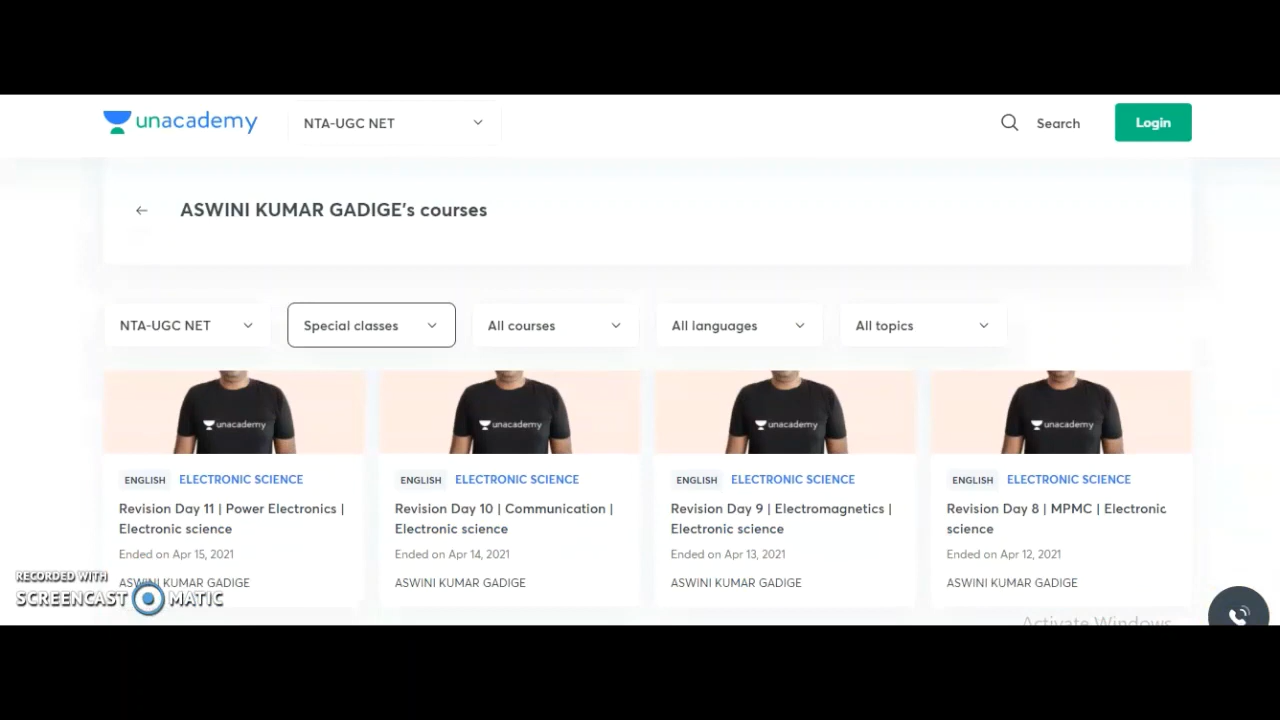 unacademy
NTA-UGC NET
Search
Login
ASWINI KUMAR GADIGE's courses
NTA-UGC NET
Special classes
All courses
All languages
All topics
unacademy
unacademy
unacademy
unacademy
ENGLISH ELECTRONIC SCIENCE
Revision Day 11 | Power Electronics |
Electronic science
Ended on Apr 15, 2021
ASWINI KUMAR GADIGE
ENGLISH ELECTRONIC SCIENCE
Revision Day 10 | Communication |
Electronic science
Ended on Apr 14, 2021
ASWINI KUMAR GADIGE
ENGLISH ELECTRONIC SCIENCE
Revision Day 9 | Electromagnetics |
Electronic science
Ended on Apr 13, 2021
ASWINI KUMAR GADIGE
ENGLISH ELECTRONIC SCIENCE
Revision Day 8 | MPMC | Electronic
science
Ended on Apr 12, 2021
ASWINI KUMAR GADIGE
RECORDED WITH
SCREENCAST MATIC
Activate Windows